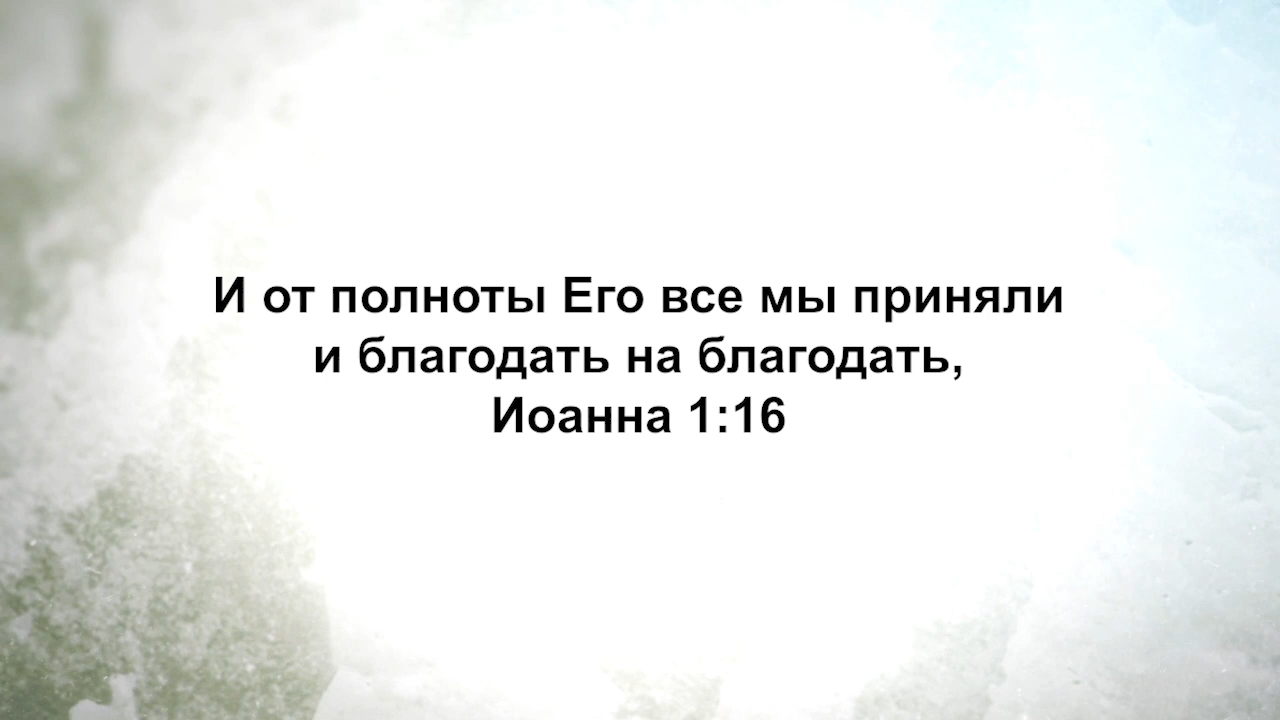 И от полноты Его все мы приняли
и благодать на благодать,
Иоанна 1:16